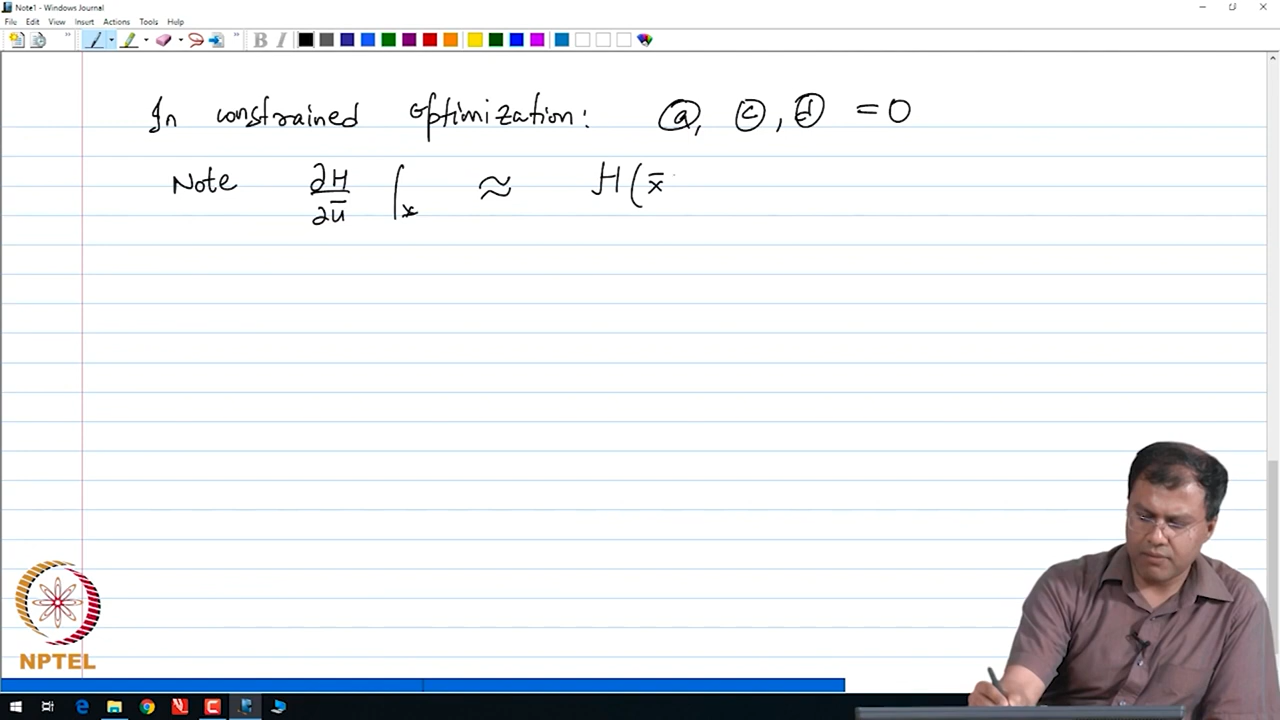 Note1 - Windows Journal
File Edit View Insert Actions Tools Help
B I
In constrained optimization: ⓐ, ⓒ, ⓓ = 0
Note ∂H/∂ū |* ≈ H(x̄
NPTEL